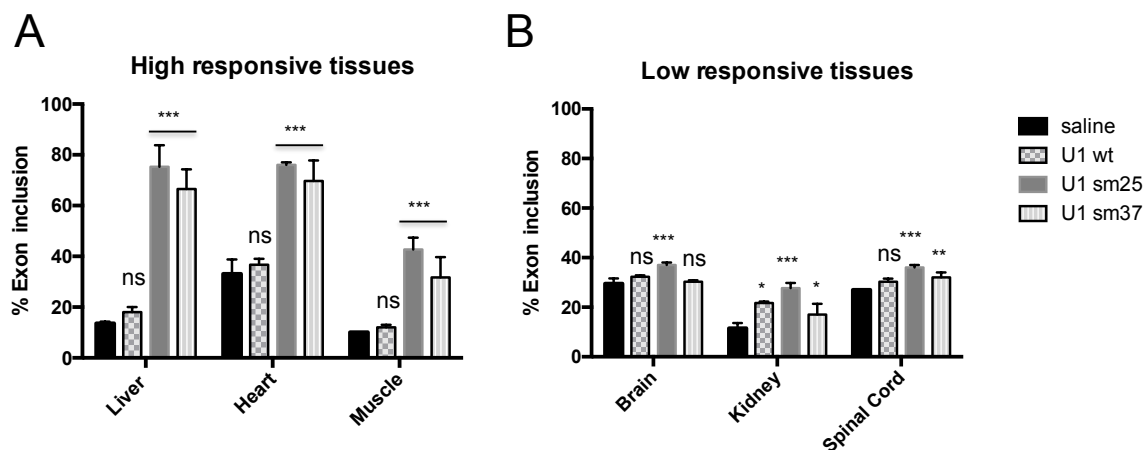 A
High responsive tissues
% Exon inclusion
100
80
60
40
20
0
ns
***
ns
***
ns
***
Liver
Heart
Muscle
B
Low responsive tissues
% Exon inclusion
100
80
60
40
20
0
ns
***
ns
*
***
*
ns
***
**
Brain
Kidney
Spinal Cord
saline
U1 wt
U1 sm25
U1 sm37